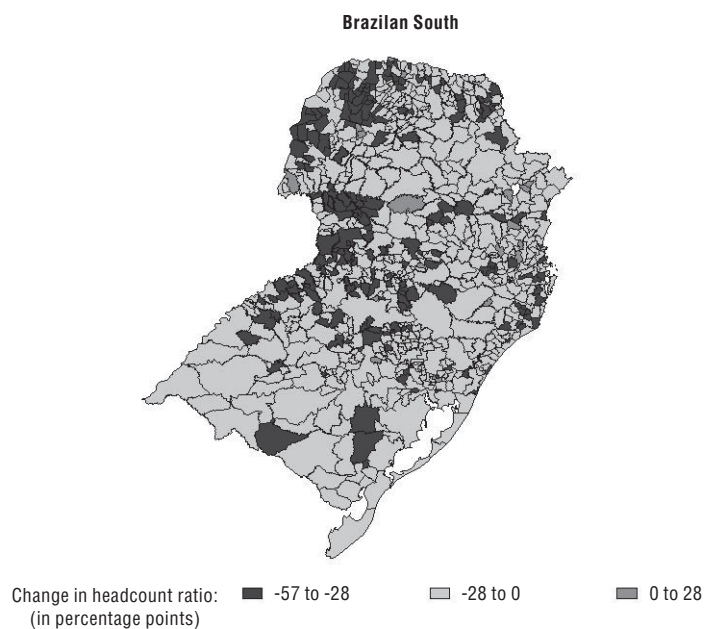 Brazilan South
Change in headcount ratio: -57 to -28 -28 to 0 0 to 28
(in percentage points)